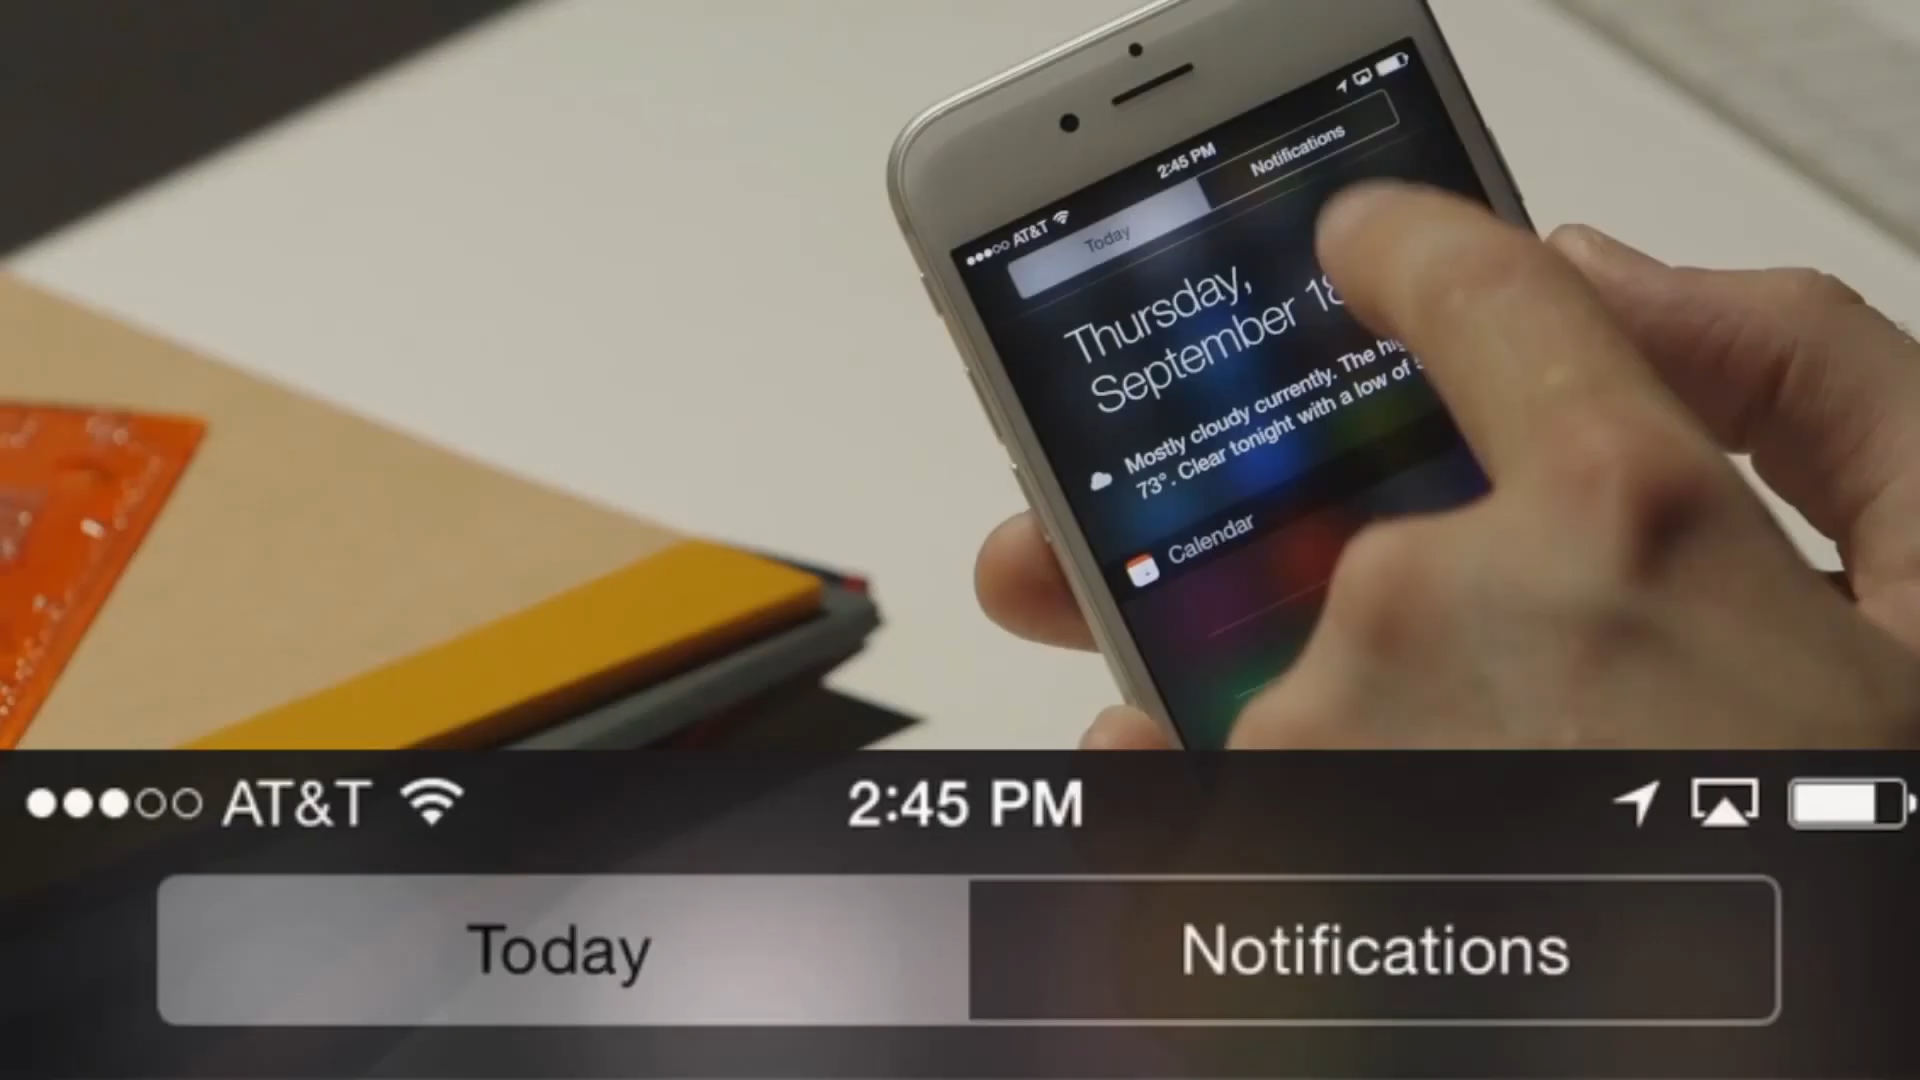 AT&T 2:45 PM
Today Notifications
Thursday,
September 18
Mostly cloudy currently. The
73°. Clear tonight with a low of
Calendar
AT&T 2:45 PM
Today Notifications